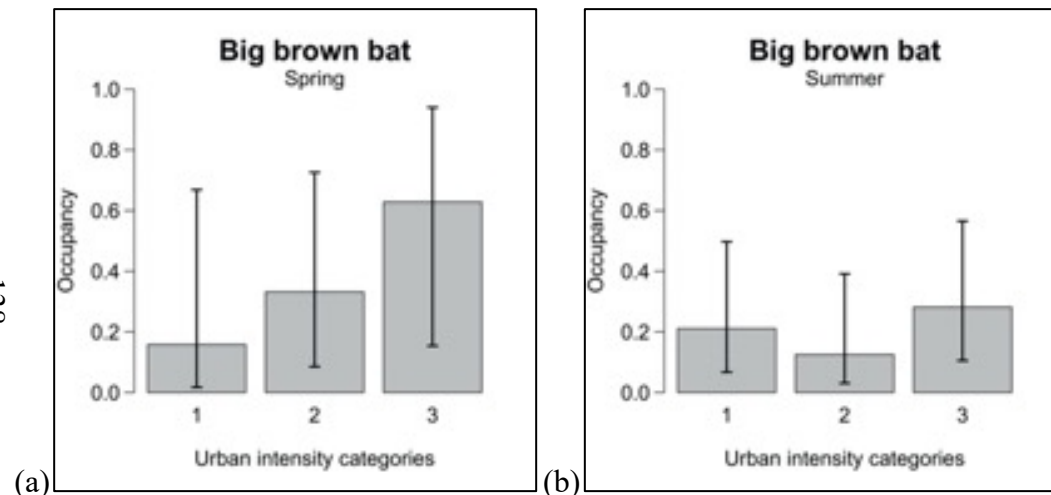 Big brown bat
Spring
1.0
0.8
0.6
0.4
0.2
0.0
Occupancy
1
2
3
Urban intensity categories
(a)
Big brown bat
Summer
1.0
0.8
0.6
0.4
0.2
0.0
Occupancy
1
2
3
Urban intensity categories
(b)